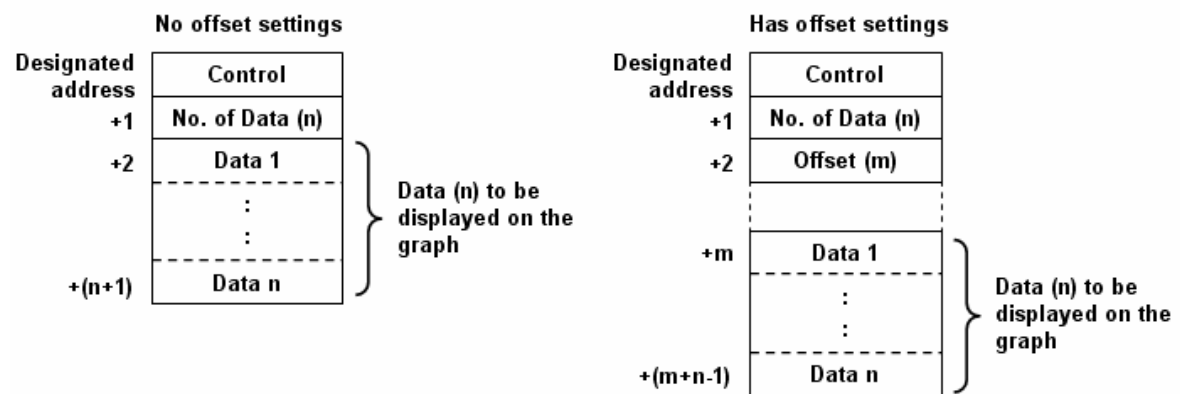 No offset settings
Designated
address
Control
+1
No. of Data (n)
+2
Data 1
:
:
+(n+1)
Data n
Data (n) to be
displayed on the
graph
Has offset settings
Designated
address
Control
+1
No. of Data (n)
+2
Offset (m)
+m
Data 1
:
:
+(m+n-1)
Data n
Data (n) to be
displayed on the
graph